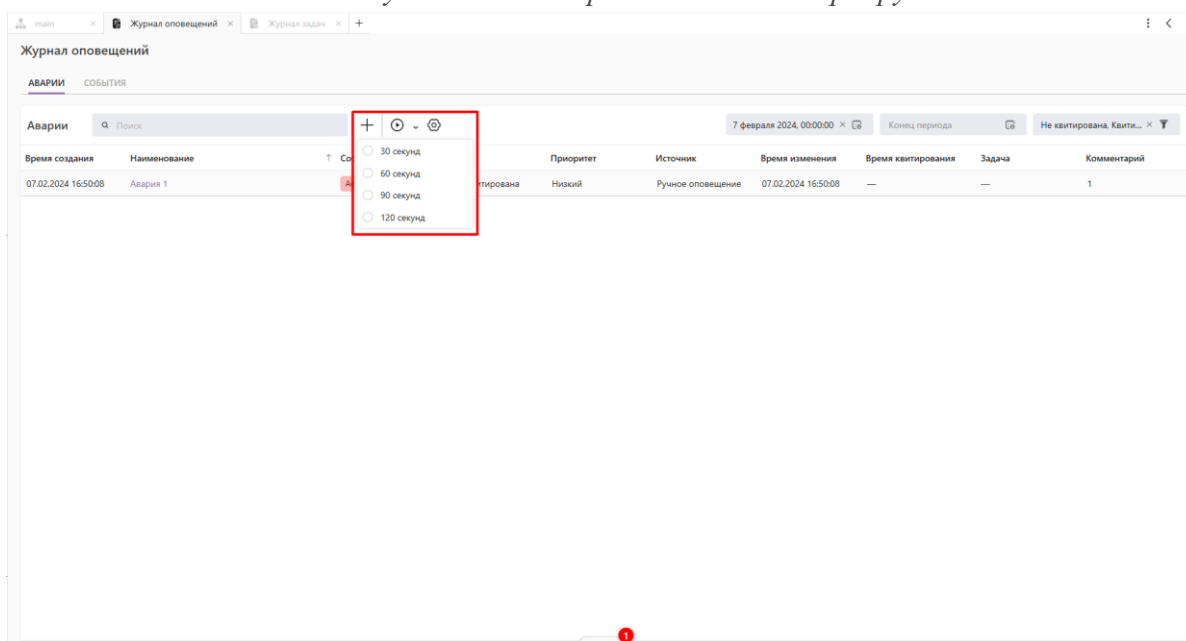 main Журнал оповещений Журнал задач
Журнал оповещений
АВАРИИ СОБЫТИЯ
Аварии Поиск 7 февраля 2024, 00:00:00 Конец периода Не квитирована, Квити...
30 секунд
Время создания Наименование Со Приоритет Источник Время изменения Время квитирования Задача Комментарий
60 секунд
07.02.2024 16:50:08 Авария 1 итирована Низкий Ручное оповещение 07.02.2024 16:50:08 — — 1
90 секунд
120 секунд
1